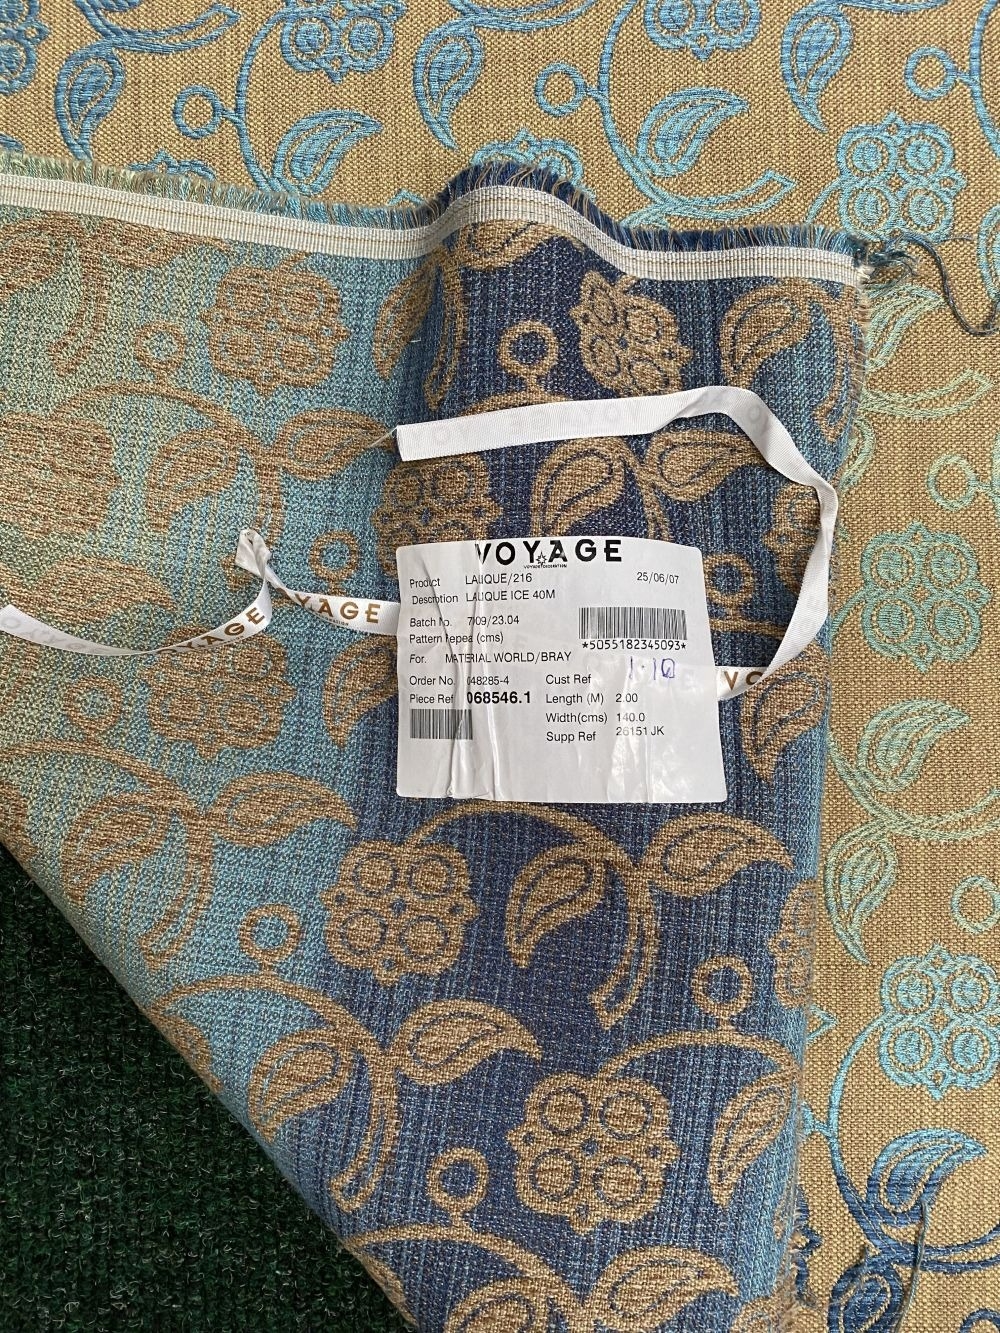 VOYAGE
VOYAGE DECORATION
Product LALIQUE/216 25/06/07
Description LALIQUE ICE 40M
Batch No. 7/09/23.04
*5055182345093*
Pattern Repeat (cms)
For. MATERIAL WORLD/BRAY
1.10
Order No. 048285-4 Cust Ref
Piece Ref 068546.1 Length (M) 2.00
Width(cms) 140.0
Supp Ref 26151 JK
VOYAGE
OYAGE